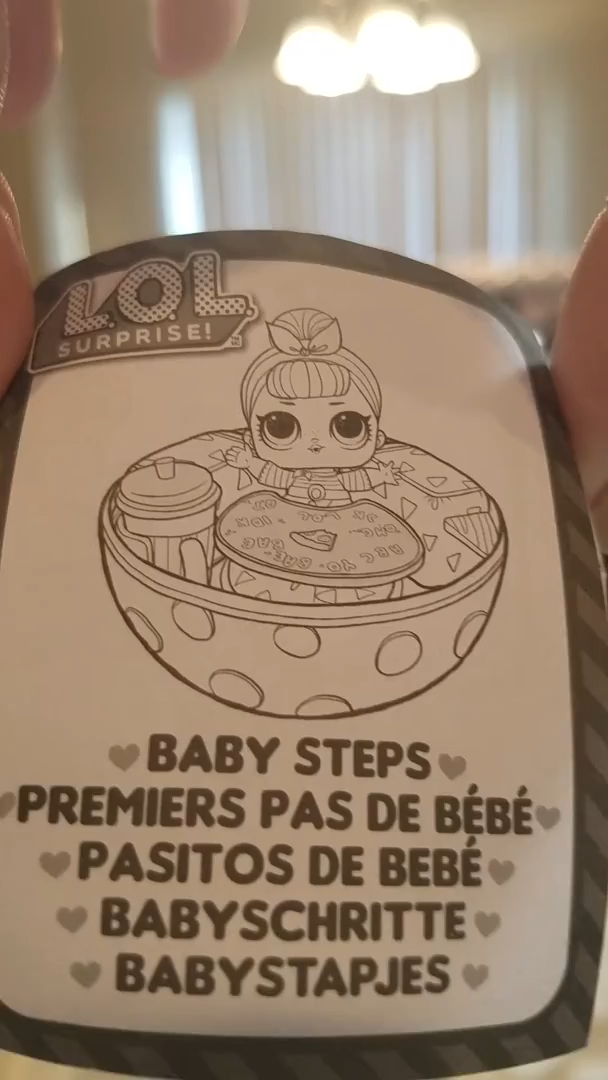 L.O.L.
SURPRISE!
BABY STEPS
PREMIERS PAS DE BÉBÉ
PASITOS DE BEBÉ
BABYSCHRITTE
BABYSTAPJES